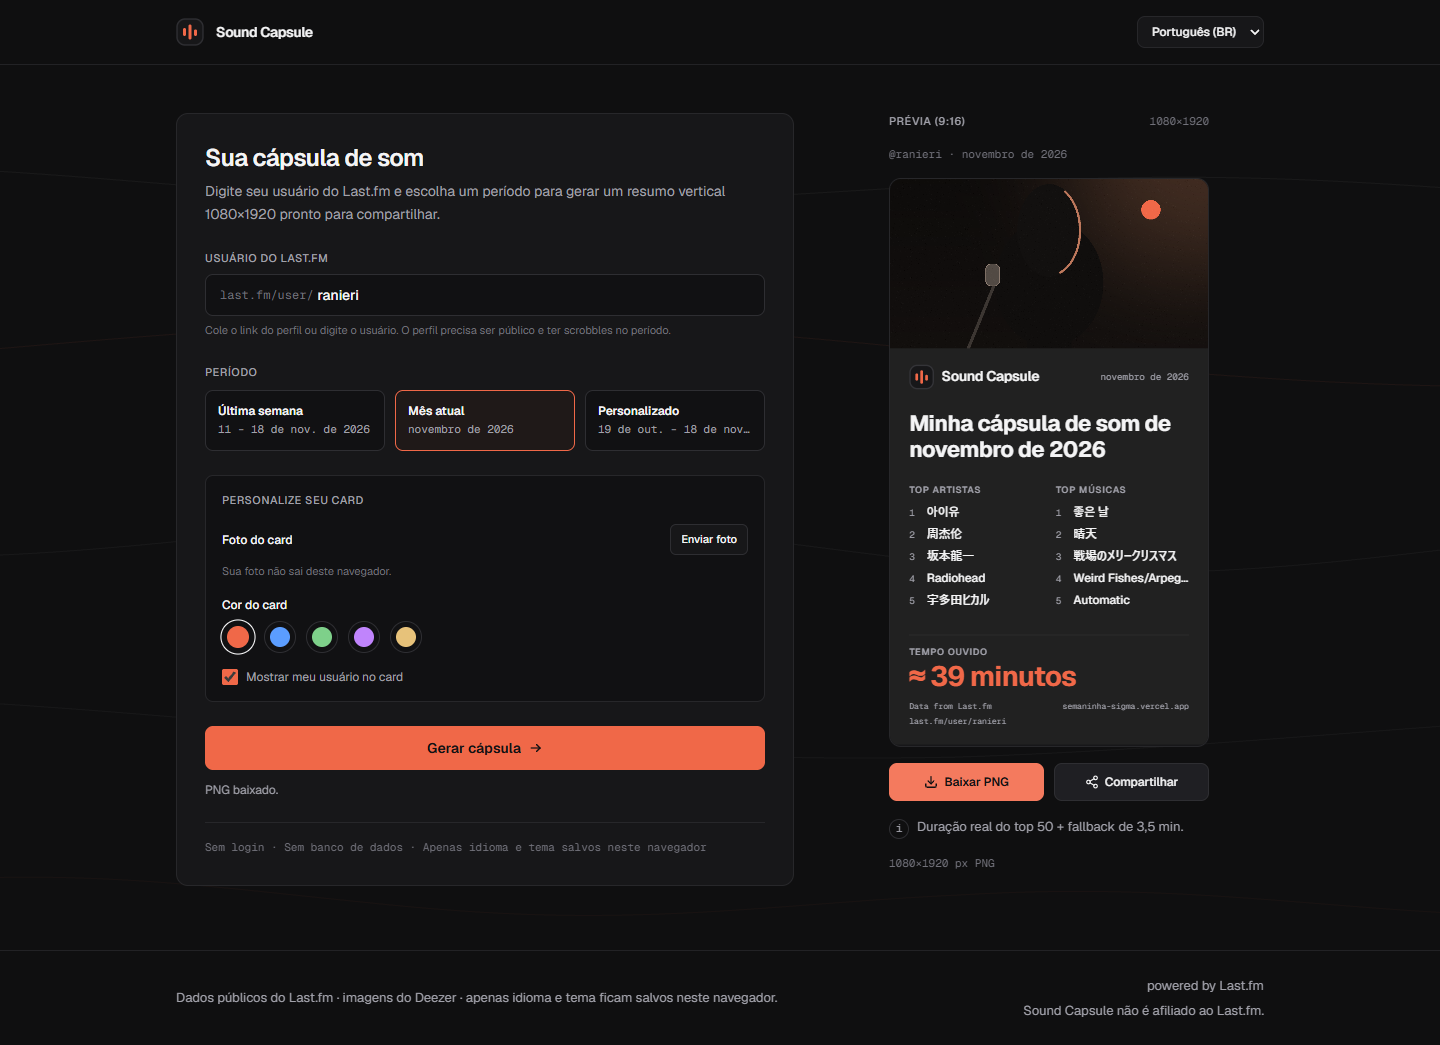 Sound Capsule
Português (BR)
Sua cápsula de som
Digite seu usuário do Last.fm e escolha um período para gerar um resumo vertical
1080×1920 pronto para compartilhar.
USUÁRIO DO LAST.FM
last.fm/user/ ranieri
Cole o link do perfil ou digite o usuário. O perfil precisa ser público e ter scrobbles no período.
PERÍODO
Última semana
11 – 18 de nov. de 2026
Mês atual
novembro de 2026
Personalizado
19 de out. – 18 de nov…
PERSONALIZE SEU CARD
Foto do card
Enviar foto
Sua foto não sai deste navegador.
Cor do card
Mostrar meu usuário no card
Gerar cápsula →
PNG baixado.
Sem login · Sem banco de dados · Apenas idioma e tema salvos neste navegador
PRÉVIA (9:16)
1080×1920
@ranieri · novembro de 2026
Sound Capsule
novembro de 2026
Minha cápsula de som de
novembro de 2026
TOP ARTISTAS
1 아이유
2 周杰伦
3 坂本龍一
4 Radiohead
5 宇多田ヒカル
TOP MÚSICAS
1 좋은 날
2 晴天
3 戦場のメリークリスマス
4 Weird Fishes/Arpeg…
5 Automatic
TEMPO OUVIDO
≈ 39 minutos
Data from Last.fm
semaninha-sigma.vercel.app
last.fm/user/ranieri
Baixar PNG
Compartilhar
i Duração real do top 50 + fallback de 3,5 min.
1080×1920 px PNG
Dados públicos do Last.fm · imagens do Deezer · apenas idioma e tema ficam salvos neste navegador.
powered by Last.fm
Sound Capsule não é afiliado ao Last.fm.